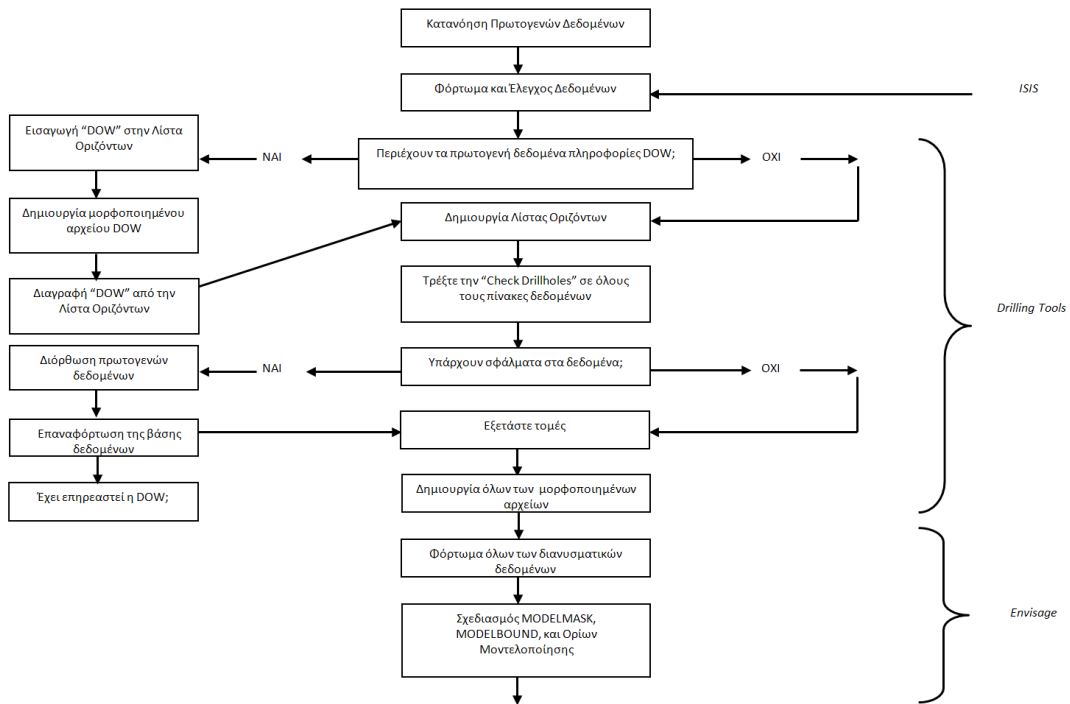 Κατανόηση Πρωτογενών Δεδομένων
Φόρτωμα και Έλεγχος Δεδομένων
ISIS
Εισαγωγή “DOW” στην Λίστα
Οριζόντων
ΝΑΙ
Περιέχουν τα πρωτογενή δεδομένα πληροφορίες DOW;
ΟΧΙ
Δημιουργία μορφοποιημένου
αρχείου DOW
Δημιουργία Λίστας Οριζόντων
Διαγραφή “DOW” από την
Λίστα Οριζόντων
Τρέξτε την “Check Drillholes” σε όλους
τους πίνακες δεδομένων
Drilling Tools
Διόρθωση πρωτογενών
δεδομένων
ΝΑΙ
Υπάρχουν σφάλματα στα δεδομένα;
ΟΧΙ
Επαναφόρτωση της βάσης
δεδομένων
Εξετάστε τομές
Έχει επηρεαστεί η DOW;
Δημιουργία όλων των μορφοποιημένων
αρχείων
Φόρτωμα όλων των διανυσματικών
δεδομένων
Σχεδιασμός MODELMASK,
MODELBOUND, και Ορίων
Μοντελοποίησης
Envisage